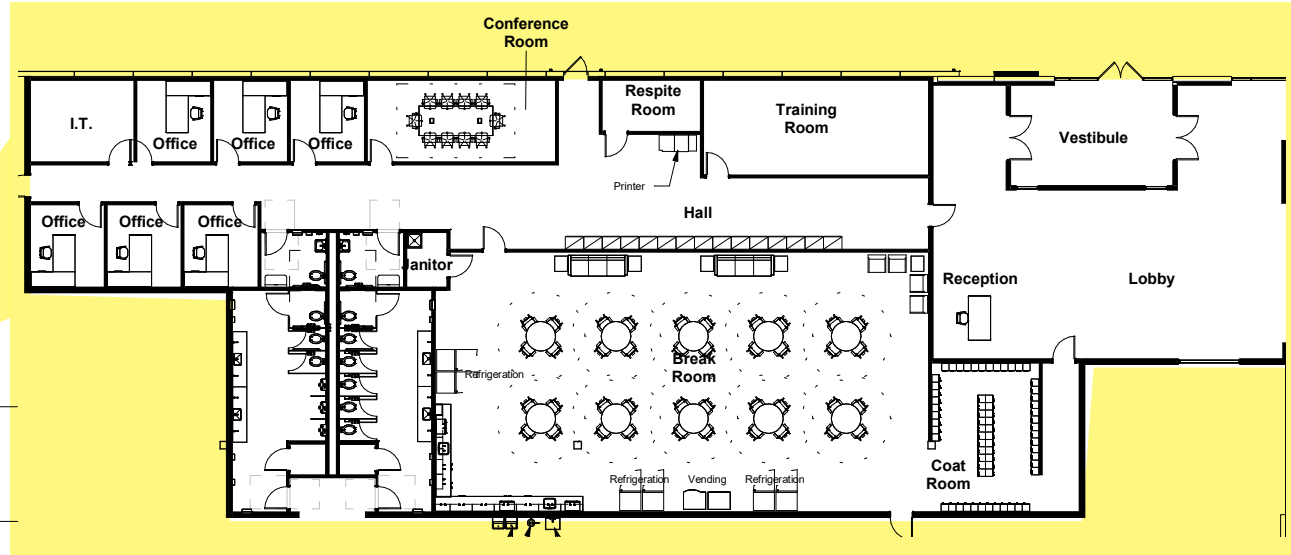 Conference
Room
I.T.
Office
Office
Office
Respite
Room
Training
Room
Vestibule
Printer
Office
Office
Office
Hall
Janitor
Reception
Lobby
Break
Room
Refrigeration
Refrigeration
Vending
Refrigeration
Coat
Room